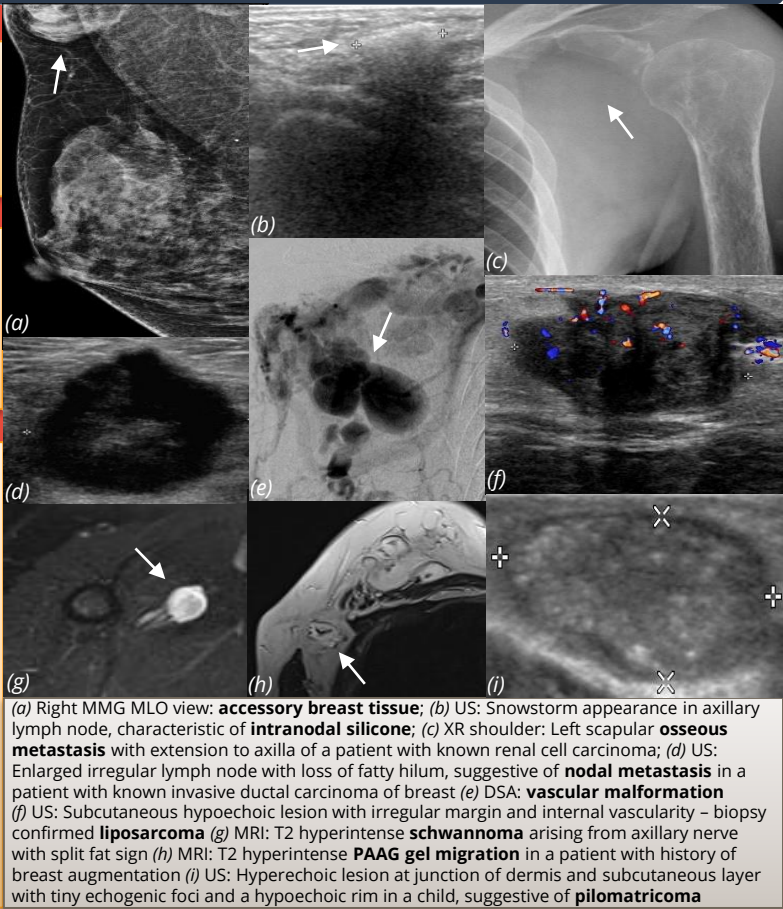 (a)
(b)
(c)
(d)
(e)
(f)
(g)
(h)
(i)
(a) Right MMG MLO view: accessory breast tissue; (b) US: Snowstorm appearance in axillary
lymph node, characteristic of intranodal silicone; (c) XR shoulder: Left scapular osseous
metastasis with extension to axilla of a patient with known renal cell carcinoma; (d) US:
Enlarged irregular lymph node with loss of fatty hilum, suggestive of nodal metastasis in a
patient with known invasive ductal carcinoma of breast (e) DSA: vascular malformation
(f) US: Subcutaneous hypoechoic lesion with irregular margin and internal vascularity – biopsy
confirmed liposarcoma (g) MRI: T2 hyperintense schwannoma arising from axillary nerve
with split fat sign (h) MRI: T2 hyperintense PAAG gel migration in a patient with history of
breast augmentation (i) US: Hyperechoic lesion at junction of dermis and subcutaneous layer
with tiny echogenic foci and a hypoechoic rim in a child, suggestive of pilomatricoma